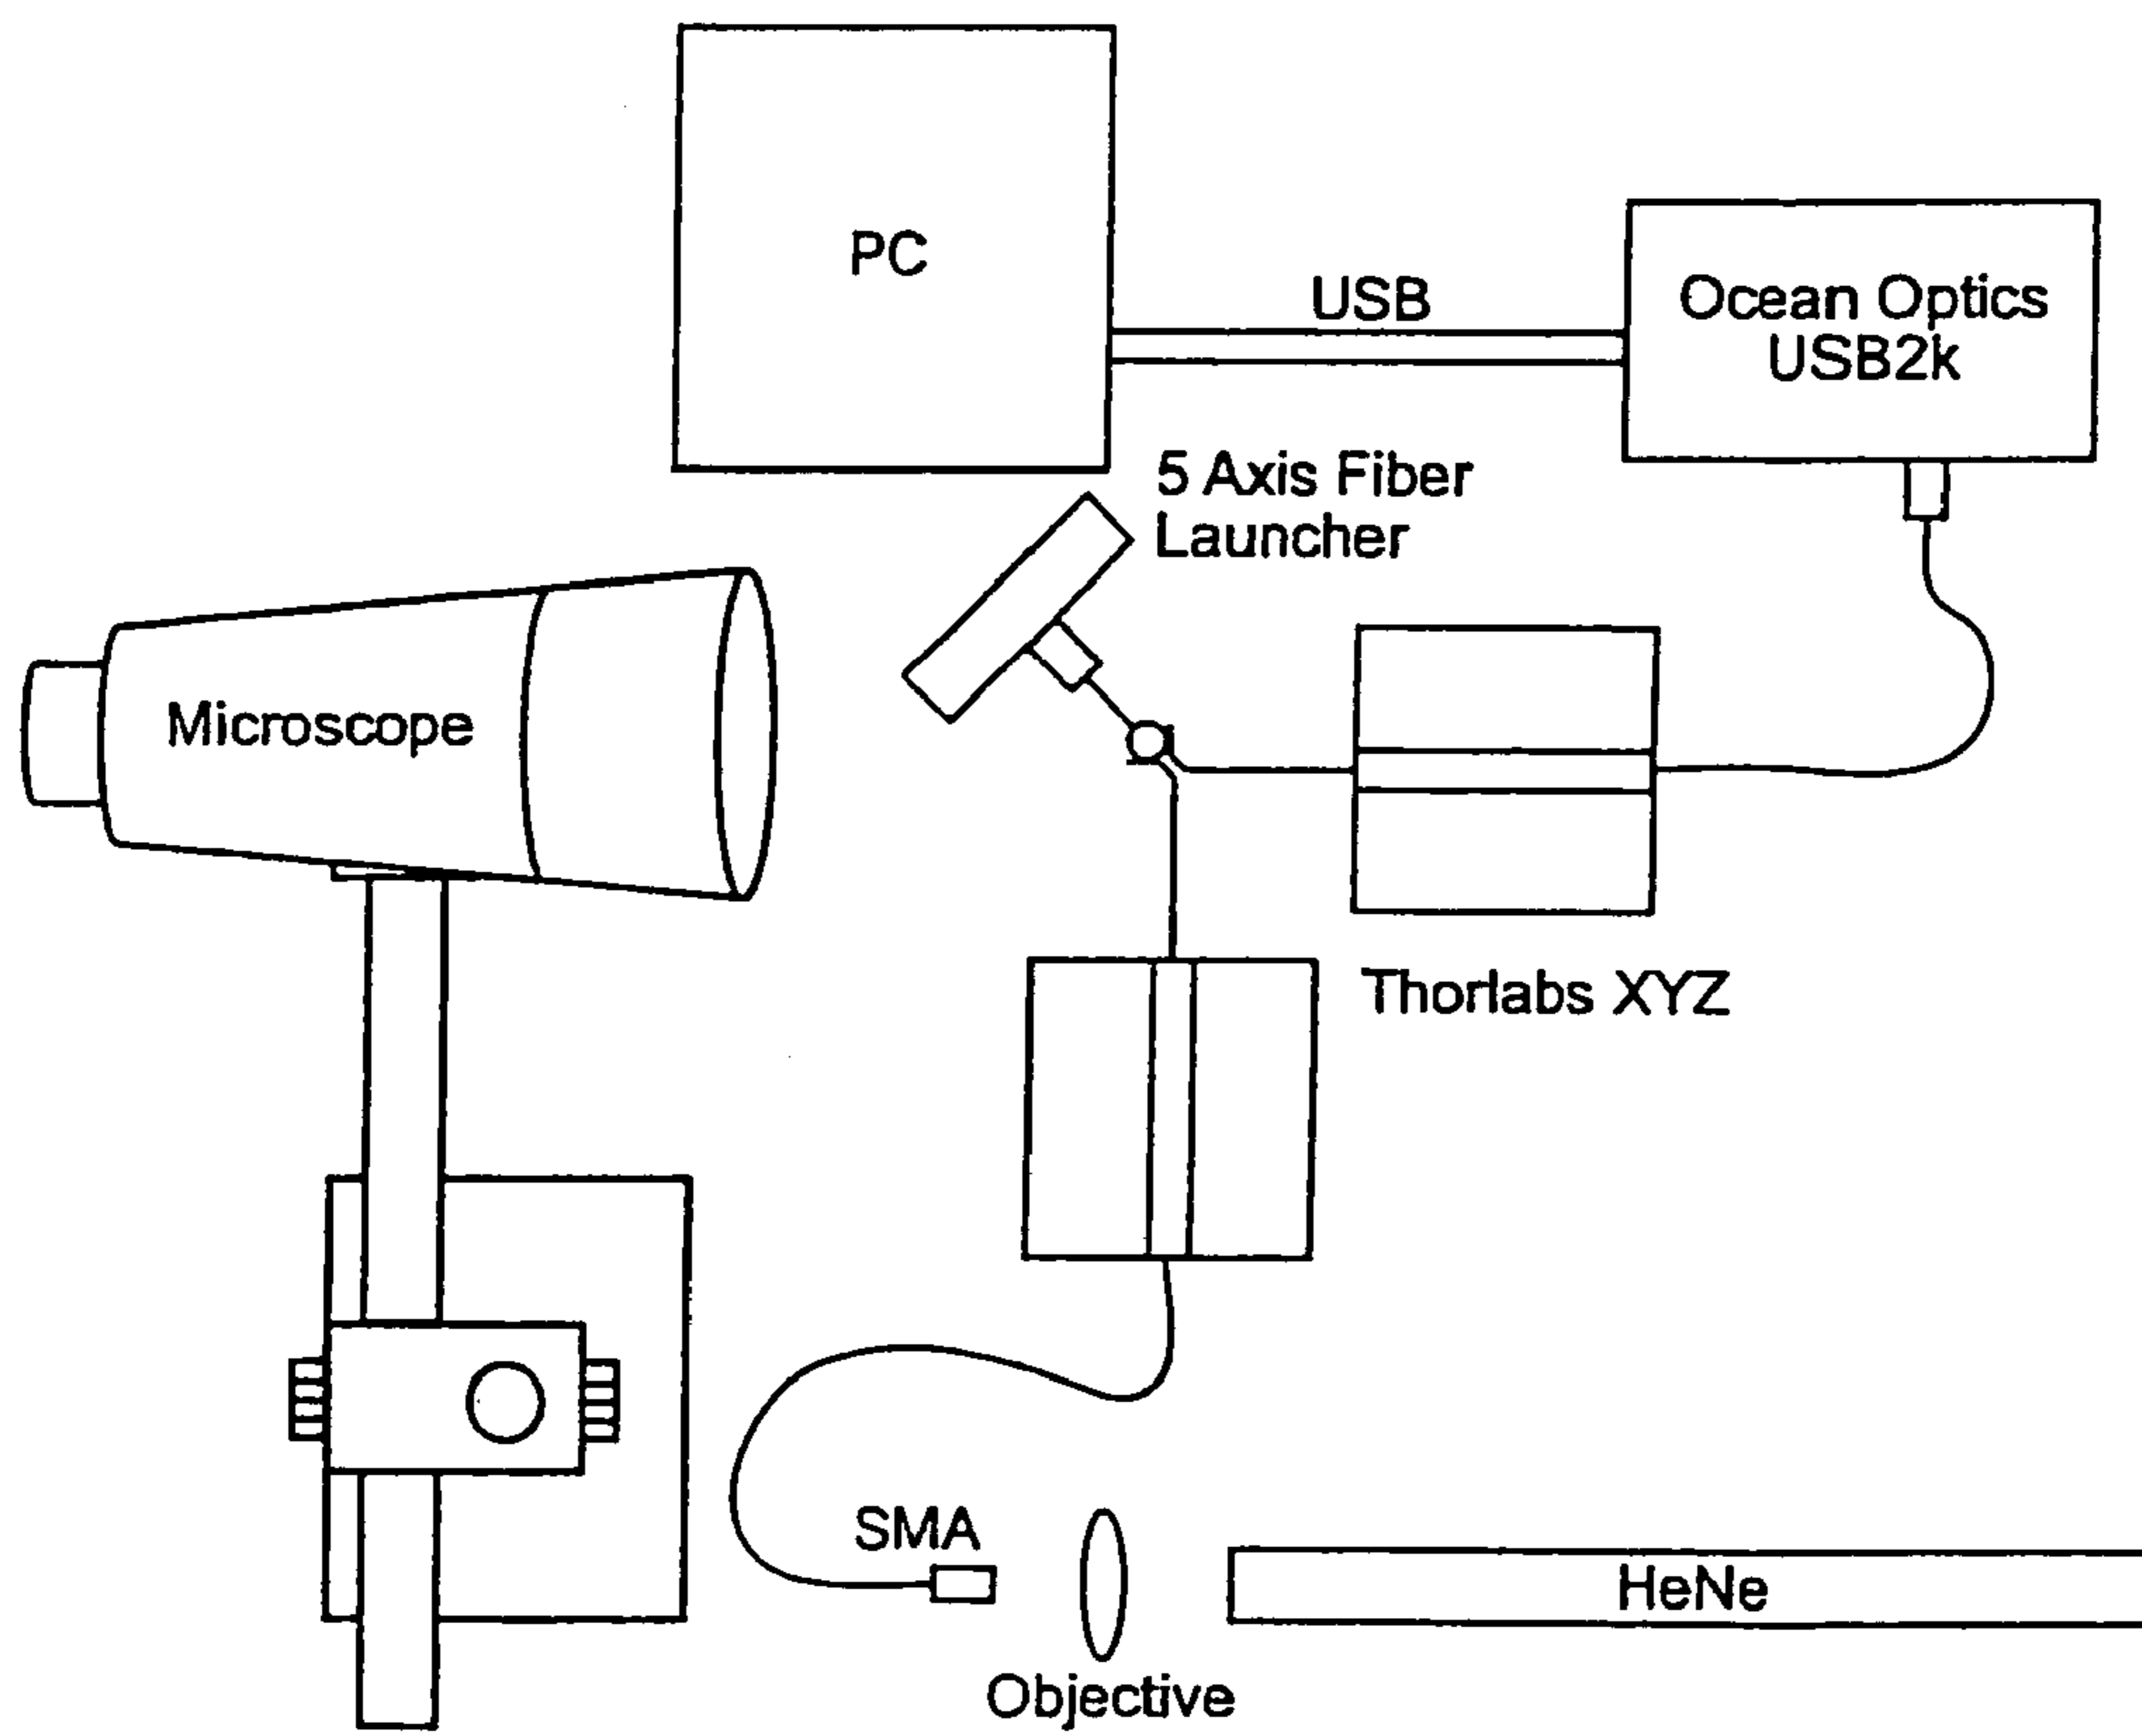 PC
USB
Ocean Optics
USB2k
5 Axis Fiber
Launcher
Microscope
Thorlabs XYZ
SMA
HeNe
Objective